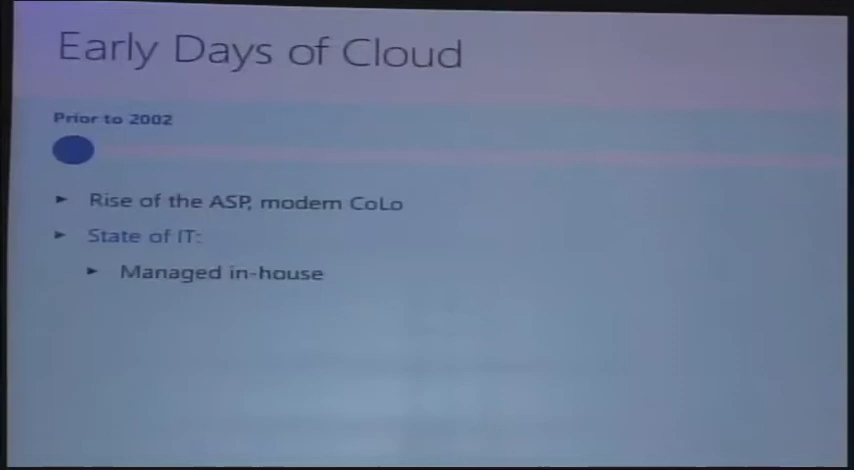 Early Days of Cloud
Prior to 2002
Rise of the ASP, modern CoLo
State of IT:
Managed in-house